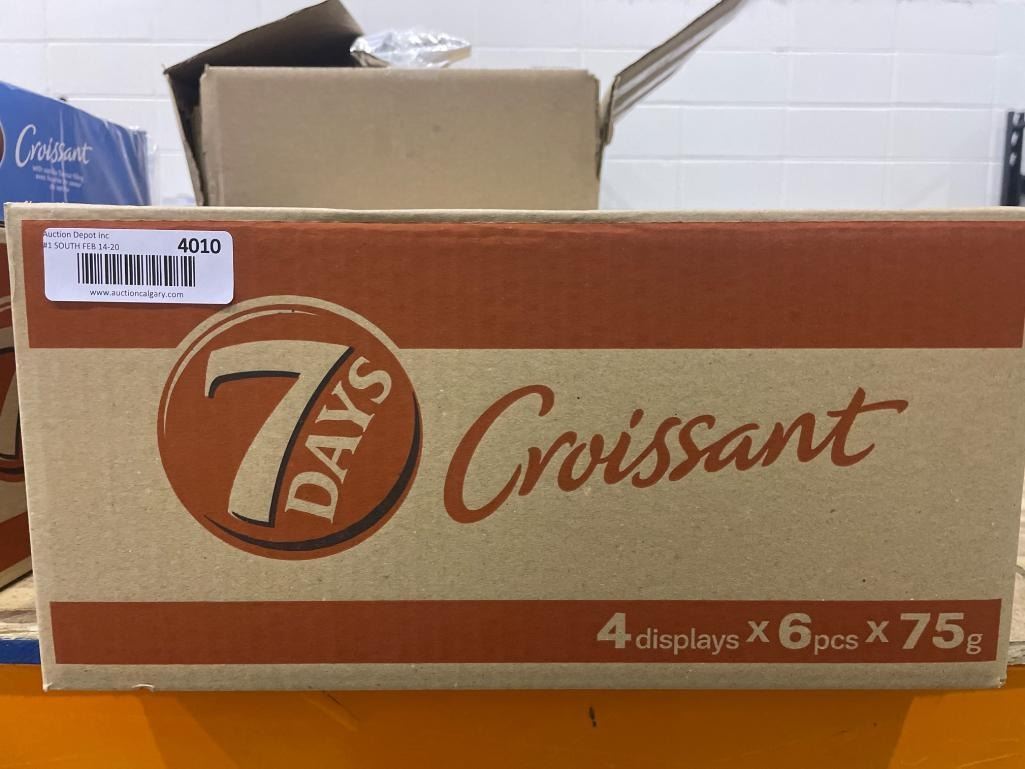 Croissant
Auction Depot Inc
#1 SOUTH FEB 14-20
4010
www.auctioncalgary.com
7
DAYS
Croissant
4 displays x 6 pcs x 75 g